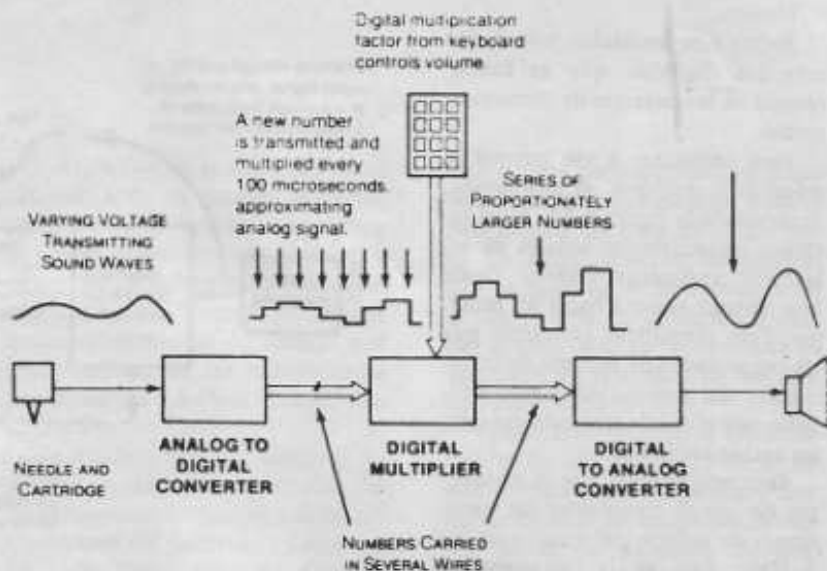 Digital multiplication
factor from keyboard
controls volume.
A new number
is transmitted and
multiplied every
100 microseconds,
approximating
analog signal.
SERIES OF
PROPORTIONATELY
LARGER NUMBERS
VARYING VOLTAGE
TRANSMITTING
SOUND WAVES
NEEDLE AND
CARTRIDGE
ANALOG TO
DIGITAL
CONVERTER
DIGITAL
MULTIPLIER
DIGITAL
TO ANALOG
CONVERTER
NUMBERS CARRIED
IN SEVERAL WIRES